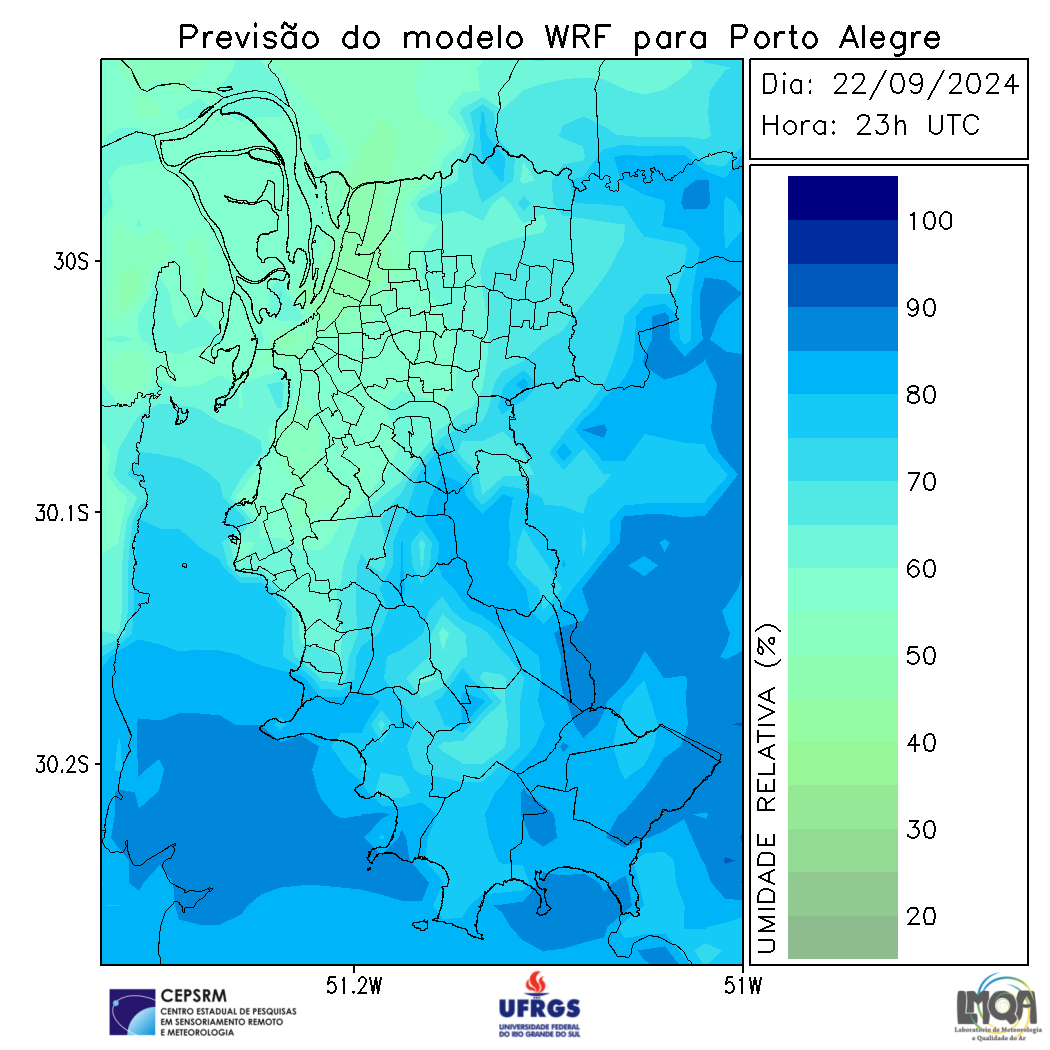 Previsão do modelo WRF para Porto Alegre
Dia: 22/09/2024
Hora: 23h UTC
30S
30.1S
30.2S
51.2W
51W
100
90
80
70
60
50
40
30
20
UMIDADE RELATIVA (%)
CEPSRM
CENTRO ESTADUAL DE PESQUISAS
EM SENSORIAMENTO REMOTO
E METEOROLOGIA
UFRGS
UNIVERSIDADE FEDERAL
DO RIO GRANDE DO SUL
LMQA
Laboratório de Meteorologia
e Qualidade do Ar